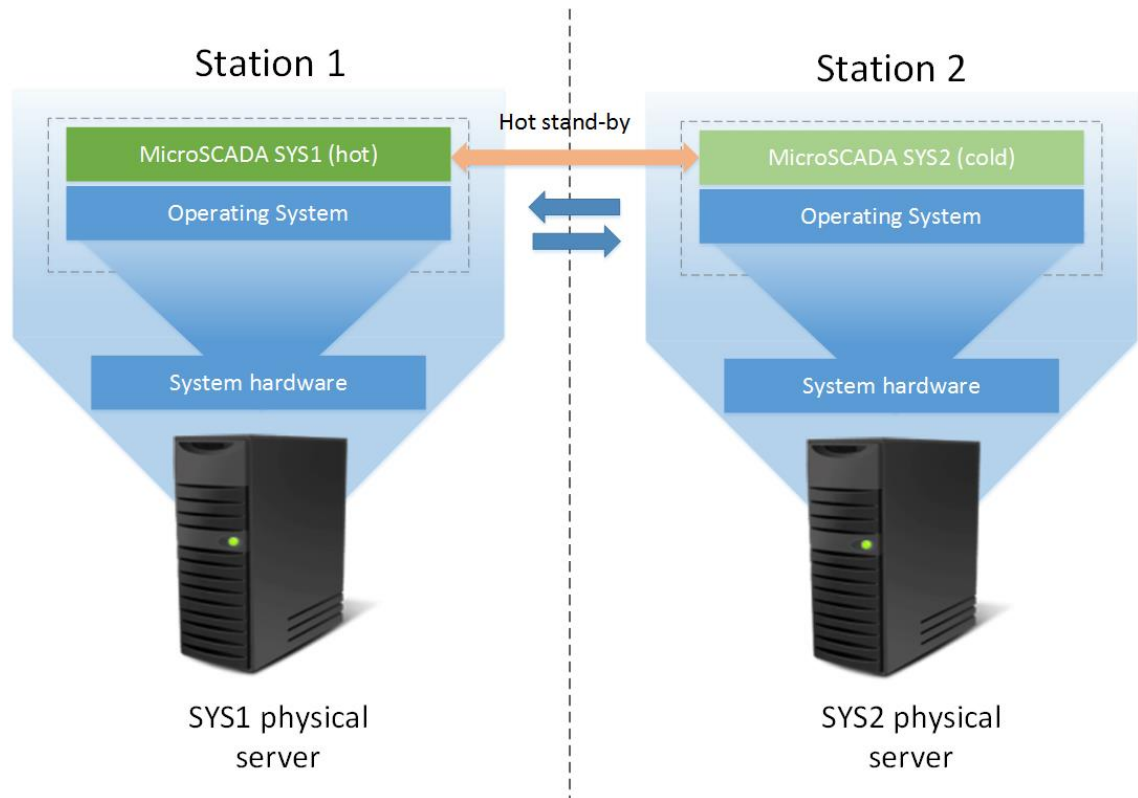 Station 1
Station 2
Hot stand-by
MicroSCADA SYS1 (hot)
MicroSCADA SYS2 (cold)
Operating System
Operating System
System hardware
System hardware
SYS1 physical
server
SYS2 physical
server